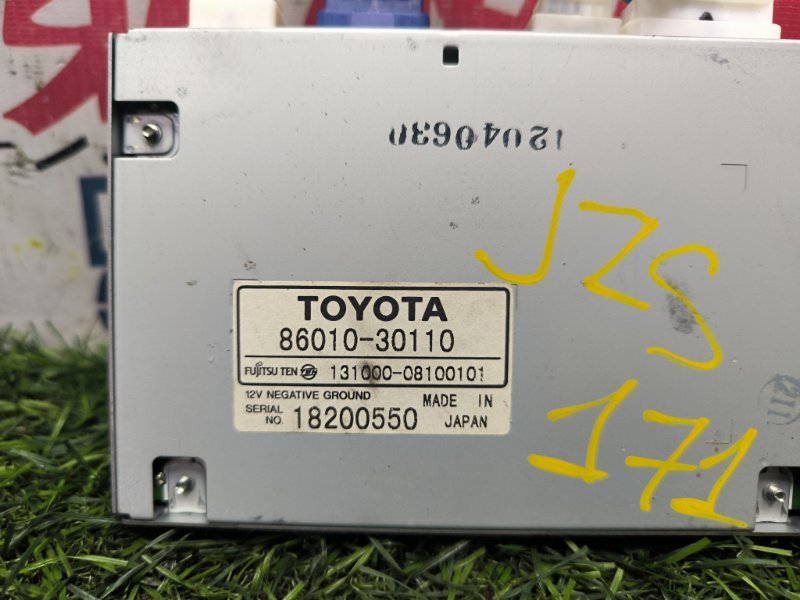 12040630
JZS
171
TOYOTA
86010-30110
FUJITSU TEN 131000-08100101
12V NEGATIVE GROUND
MADE IN
SERIAL
NO. 18200550 JAPAN